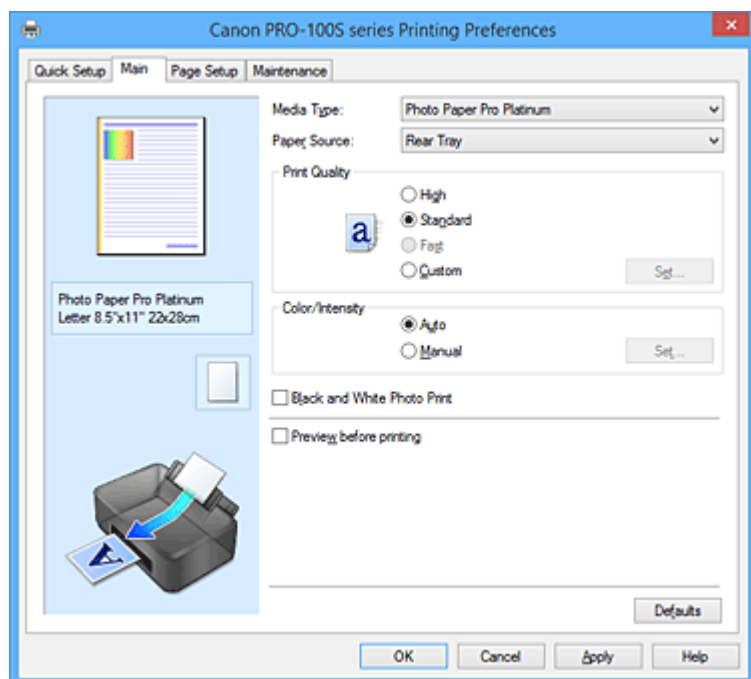 Canon PRO-100S series Printing Preferences
Quick Setup Main Page Setup Maintenance
Media Type: Photo Paper Pro Platinum
Paper Source: Rear Tray
Print Quality
High
a Standard
Fast
Custom Set...
Photo Paper Pro Platinum
Letter 8.5"x11" 22x28cm
Color/Intensity
Auto
Manual Set...
Black and White Photo Print
Preview before printing
A
Defaults
OK Cancel Apply Help